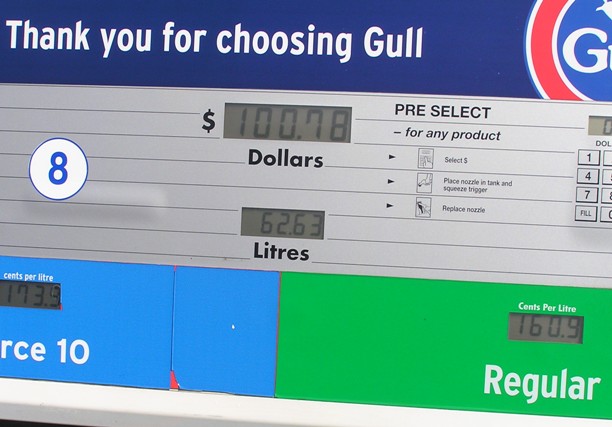 Thank you for choosing Gull
Gu
$ 100.78
Dollars
PRE SELECT
– for any product
Select $
Place nozzle in tank and
squeeze trigger
Replace nozzle
DOL
1
4
7
FILL
8
62.63
Litres
cents per litre
173.9
rce 10
Cents Per Litre
160.9
Regular